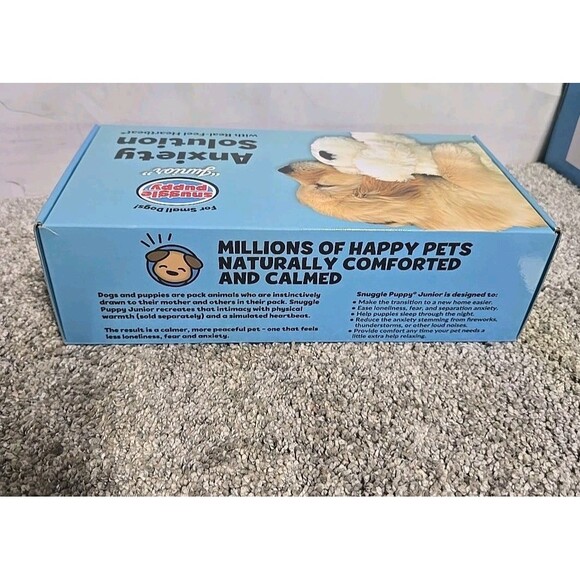 For Small Dogs!
snuggle
puppy
"Junior"
Anxiety
Solution
with Real-Feel Heartbeat
MILLIONS OF HAPPY PETS
NATURALLY COMFORTED
AND CALMED
Dogs and puppies are pack animals who are instinctively
drawn to their mother and others in their pack. Snuggle
Puppy Junior recreates that intimacy with physical
warmth (sold separately) and a simulated heartbeat.
The result is a calmer, more peaceful pet – one that feels
less loneliness, fear and anxiety.
Snuggle Puppy® Junior is designed to:
• Make the transition to a new home easier.
• Ease loneliness, fear, and separation anxiety.
• Help puppies sleep through the night.
• Reduce the anxiety stemming from fireworks,
thunderstorms, or other loud noises.
• Provide comfort any time your pet needs a
little extra help relaxing.